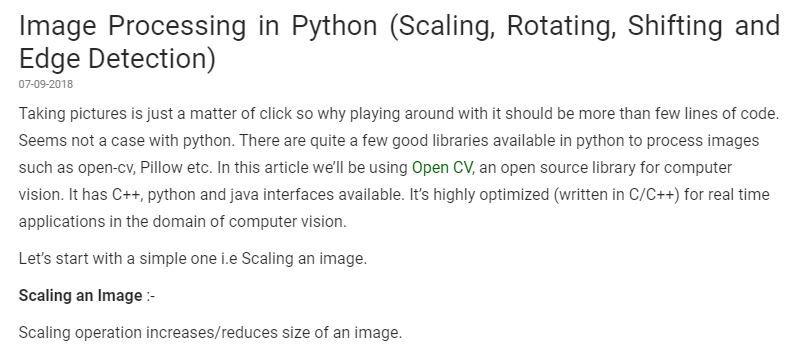 Image Processing in Python (Scaling, Rotating, Shifting and
Edge Detection)
07-09-2018
Taking pictures is just a matter of click so why playing around with it should be more than few lines of code.
Seems not a case with python. There are quite a few good libraries available in python to process images
such as open-cv, Pillow etc. In this article we'll be using Open CV, an open source library for computer
vision. It has C++, python and java interfaces available. It's highly optimized (written in C/C++) for real time
applications in the domain of computer vision.
Let's start with a simple one i.e Scaling an image.
Scaling an Image :-
Scaling operation increases/reduces size of an image.